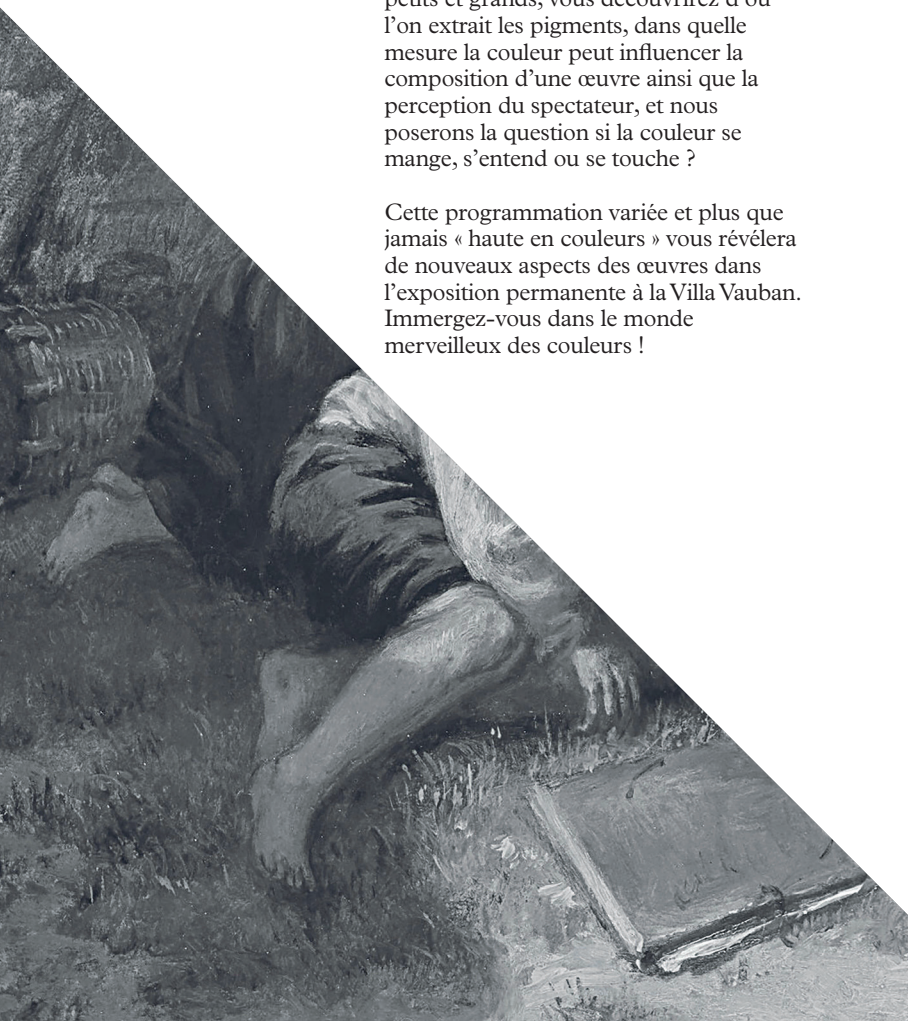 petits et grands, vous découvrirez d’où
l’on extrait les pigments, dans quelle
mesure la couleur peut influencer la
composition d’une œuvre ainsi que la
perception du spectateur, et nous
poserons la question si la couleur se
mange, s’entend ou se touche ?
Cette programmation variée et plus que
jamais « haute en couleurs » vous révélera
de nouveaux aspects des œuvres dans
l’exposition permanente à la Villa Vauban.
Immergez-vous dans le monde
merveilleux des couleurs !